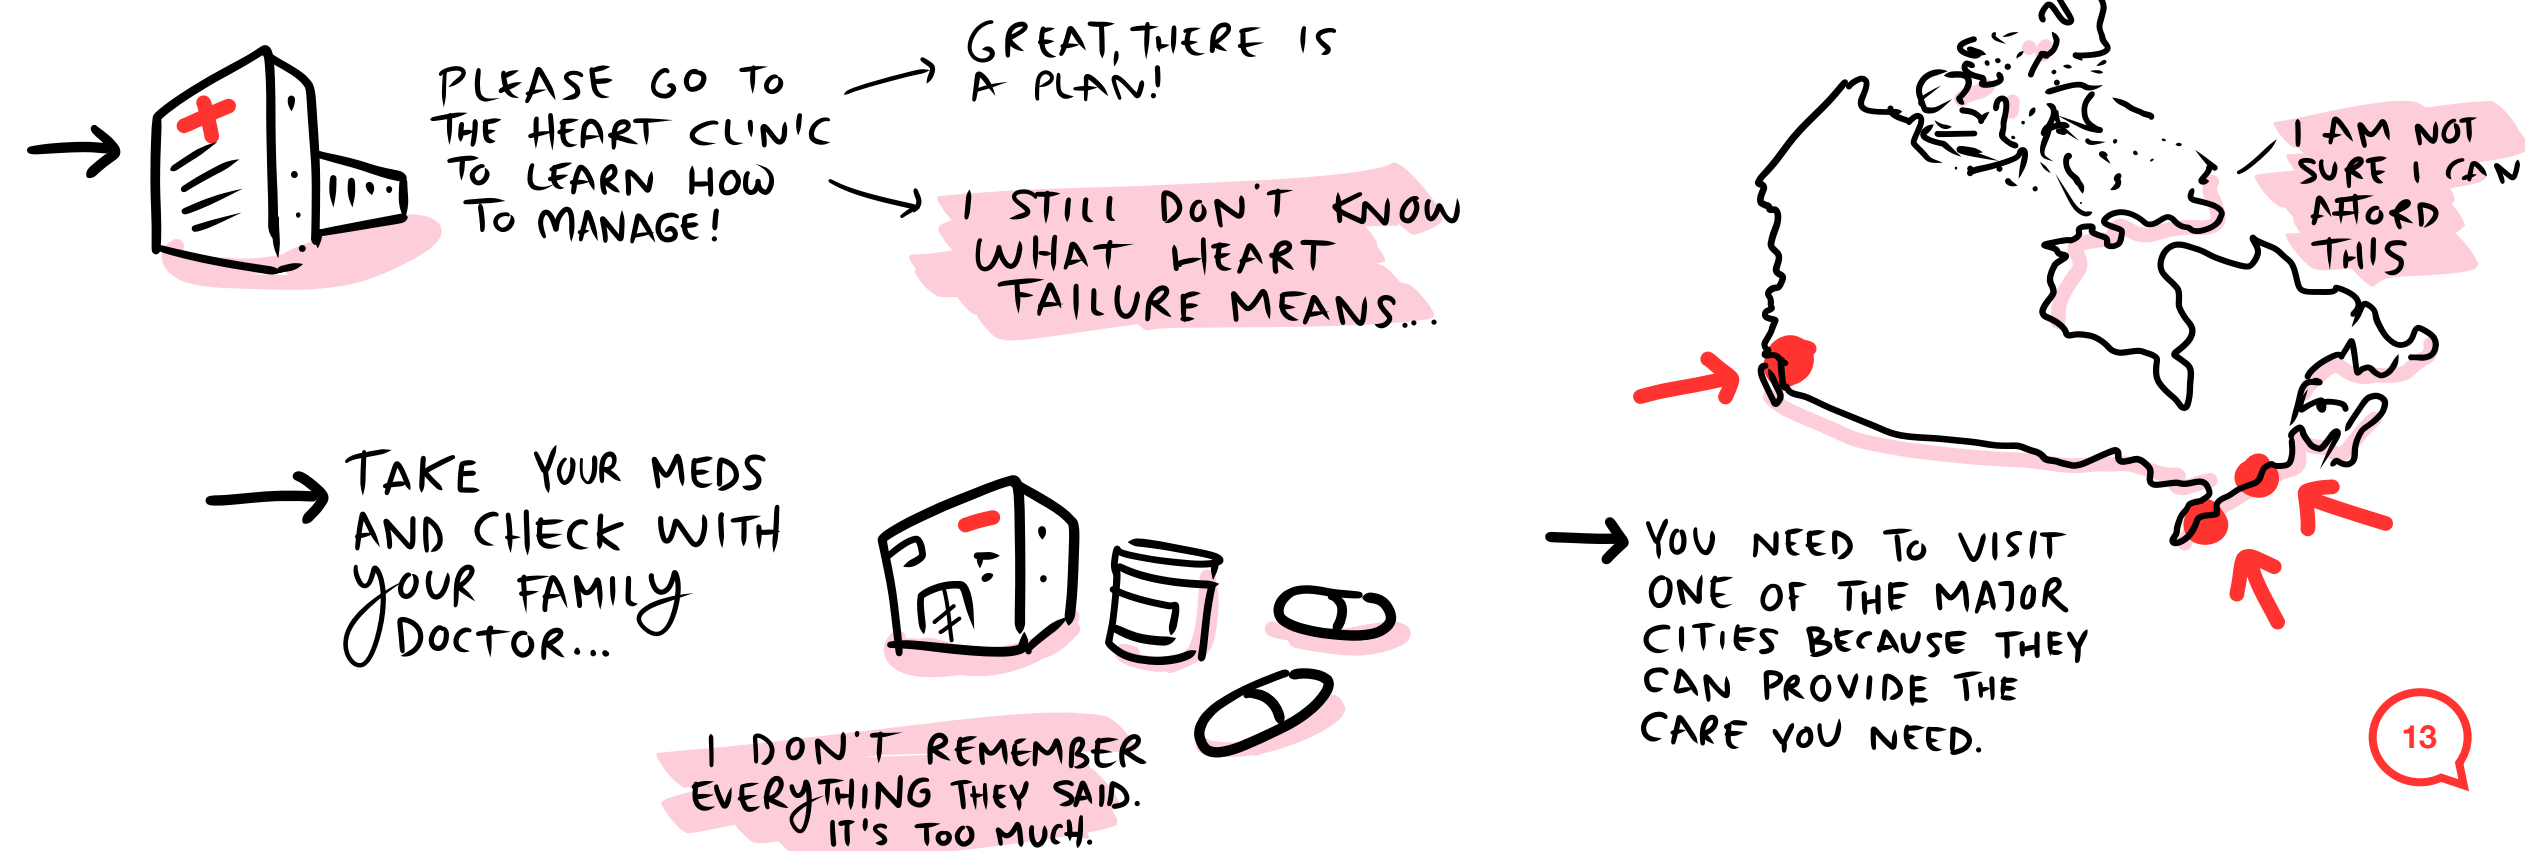 PLEASE GO TO
THE HEART CLINIC
TO LEARN HOW
TO MANAGE!
GREAT, THERE IS
A PLAN!
I STILL DON'T KNOW
WHAT HEART
FAILURE MEANS...
I AM NOT
SURE I CAN
AFFORD
THIS
TAKE YOUR MEDS
AND CHECK WITH
YOUR FAMILY
DOCTOR...
I DON'T REMEMBER
EVERYTHING THEY SAID.
IT'S TOO MUCH.
YOU NEED TO VISIT
ONE OF THE MAJOR
CITIES BECAUSE THEY
CAN PROVIDE THE
CARE YOU NEED.
13